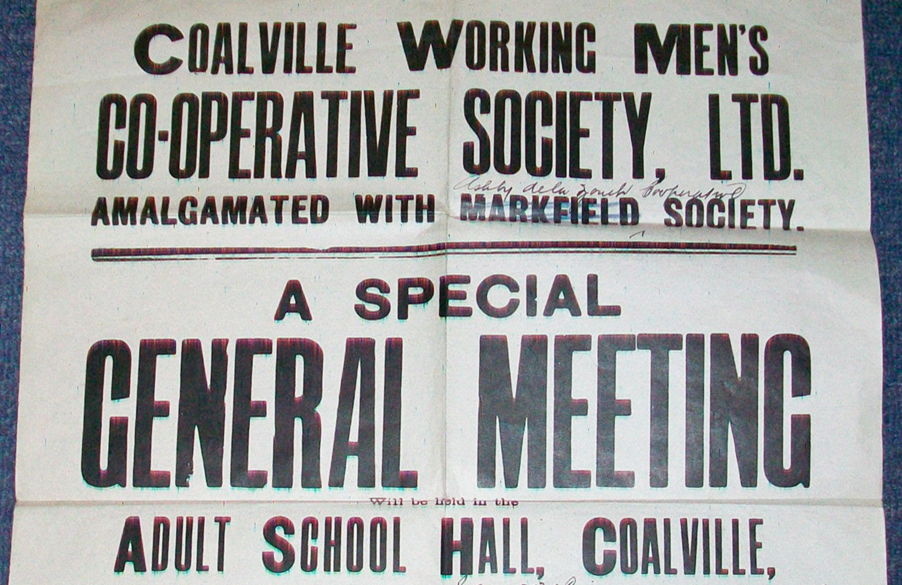 COALVILLE WORKING MEN'S
CO-OPERATIVE SOCIETY, LTD.
Ashby de la Zouch Cooperative
AMALGAMATED WITH MARKFIELD SOCIETY.
A SPECIAL
GENERAL MEETING
Will be held in the
ADULT SCHOOL HALL, COALVILLE,